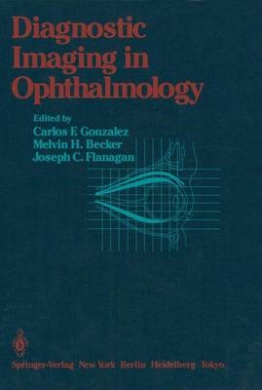 Diagnostic
Imaging in
Ophthalmology
Edited by
Carlos F. Gonzalez
Melvin H. Becker
Joseph C. Flanagan
Springer-Verlag New York Berlin Heidelberg Tokyo